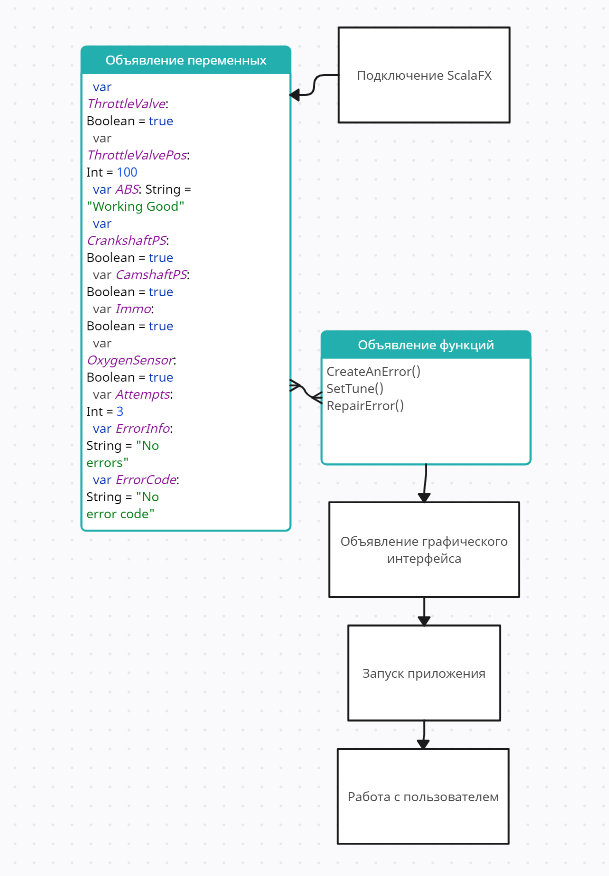 Подключение ScalaFX
Объявление переменных
var
ThrottleValve:
Boolean = true
var
ThrottleValvePos:
Int = 100
var ABS: String =
"Working Good"
var
CrankshaftPS:
Boolean = true
var CamshaftPS:
Boolean = true
var Immo:
Boolean = true
var
OxygenSensor:
Boolean = true
var Attempts:
Int = 3
var ErrorInfo:
String = "No
errors"
var ErrorCode:
String = "No
error code"
Объявление функций
CreateAnError()
SetTune()
RepairError()
Объявление графического
интерфейса
Запуск приложения
Работа с пользователем